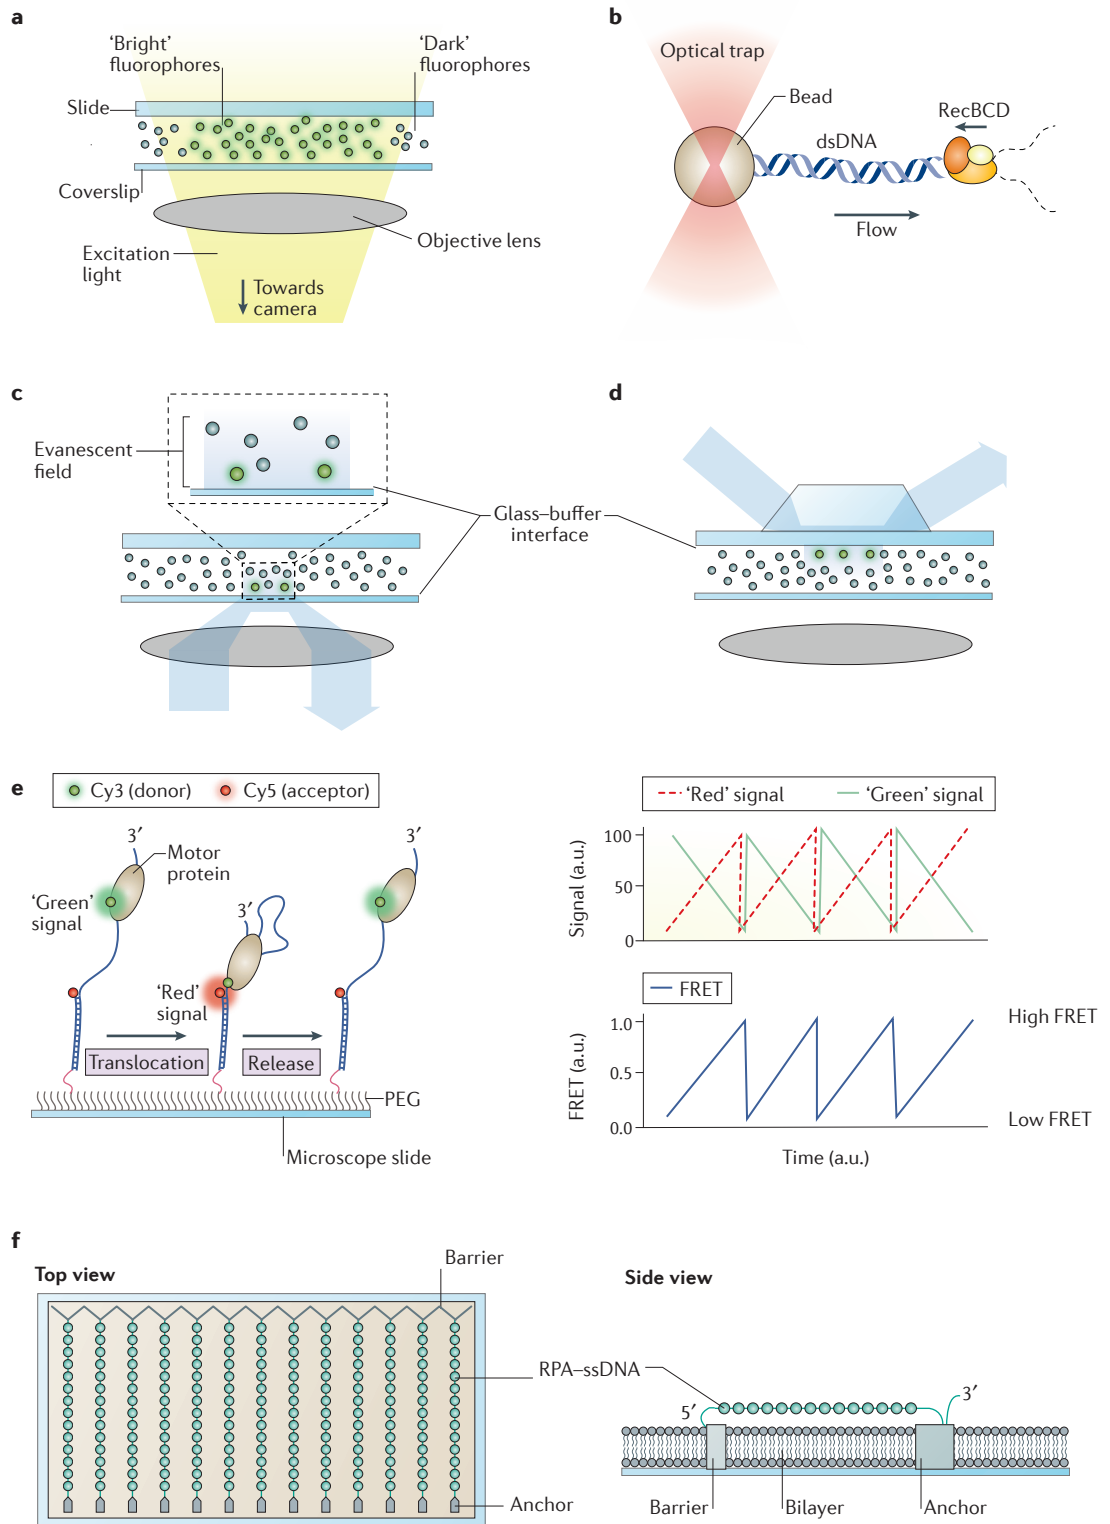 a
'Bright' fluorophores
'Dark' fluorophores
Slide
Coverslip
Objective lens
Excitation light
Towards camera
b
Optical trap
Bead
RecBCD
dsDNA
Flow
c
Evanescent field
Glass–buffer interface
d
e
Cy3 (donor)
Cy5 (acceptor)
3′
Motor protein
'Green' signal
3′
'Red' signal
3′
Translocation
Release
PEG
Microscope slide
'Red' signal
'Green' signal
Signal (a.u.)
100
50
0
FRET
FRET (a.u.)
1.0
0.5
0.0
High FRET
Low FRET
Time (a.u.)
f
Top view
Barrier
RPA–ssDNA
Anchor
Side view
5′
3′
Barrier
Bilayer
Anchor